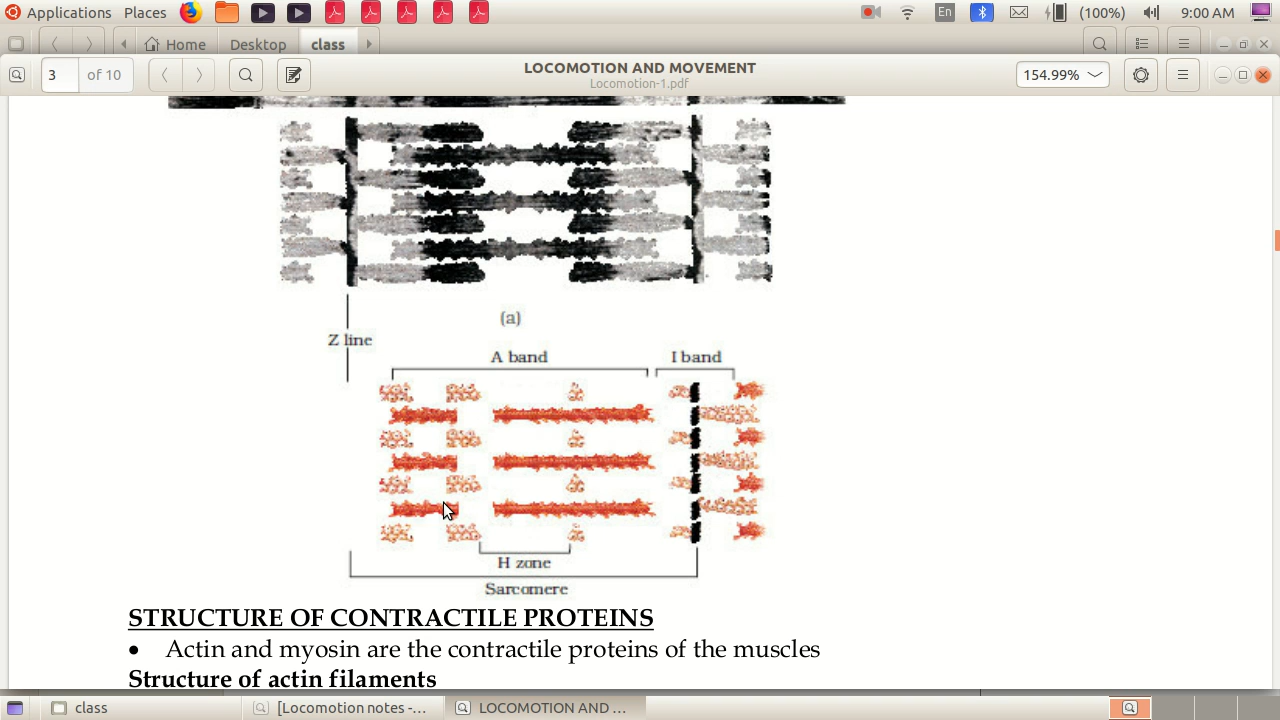 Applications Places En (100%) 9:00 AM
Home Desktop class
3 of 10 LOCOMOTION AND MOVEMENT 154.99%
Locomotion-1.pdf
(a)
Z line
A band I band
H zone
Sarcomere
STRUCTURE OF CONTRACTILE PROTEINS
• Actin and myosin are the contractile proteins of the muscles
Structure of actin filaments
class [Locomotion notes -... LOCOMOTION AND ...